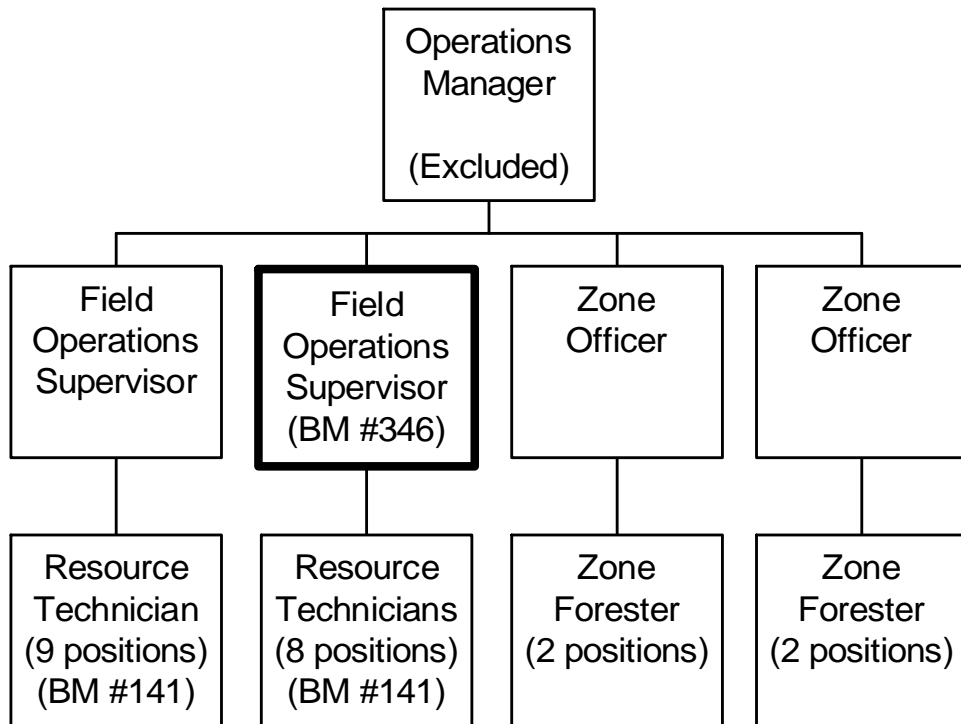 Operations
Manager
(Excluded)
Field
Operations
Supervisor
Field
Operations
Supervisor
(BM #346)
Zone
Officer
Zone
Officer
Resource
Technician
(9 positions)
(BM #141)
Resource
Technicians
(8 positions)
(BM #141)
Zone
Forester
(2 positions)
Zone
Forester
(2 positions)